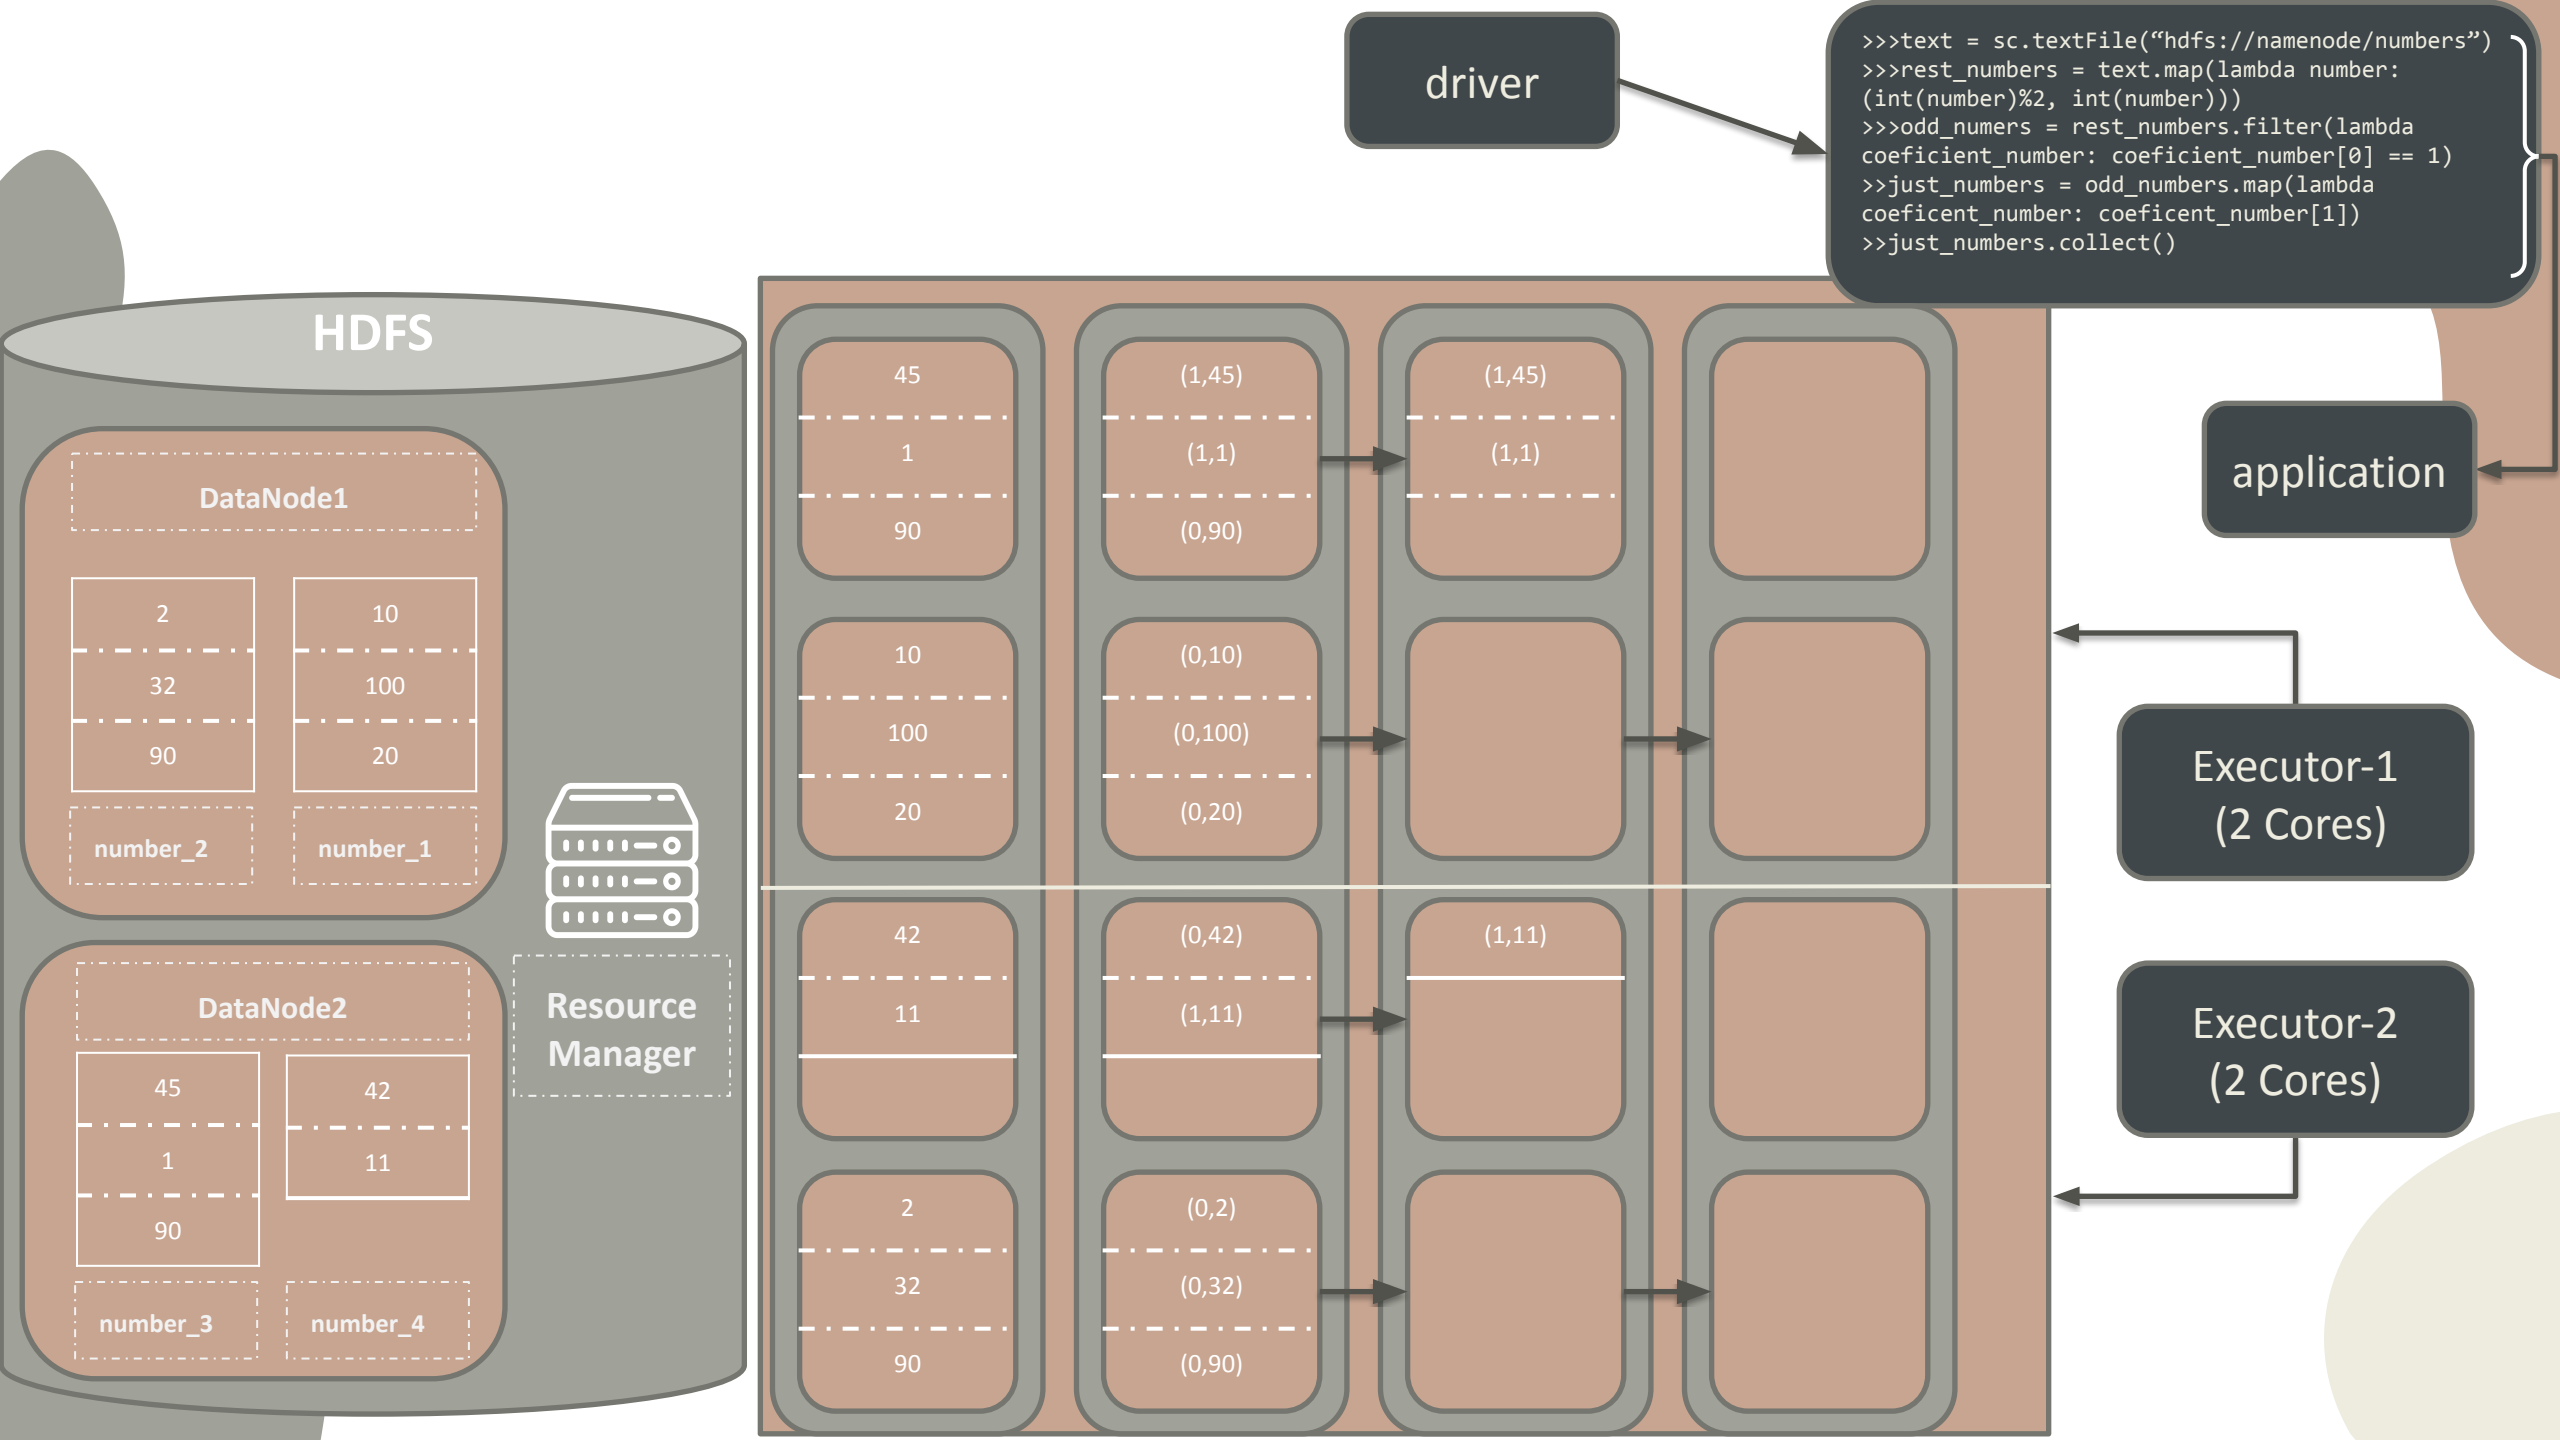 driver
>>>text = sc.textFile(“hdfs://namenode/numbers”)
>>>rest_numbers = text.map(lambda number:
(int(number)%2, int(number)))
>>>odd_numers = rest_numbers.filter(lambda
coeficient_number: coeficient_number[0] == 1)
>>just_numbers = odd_numbers.map(lambda
coeficent_number: coeficent_number[1])
>>just_numbers.collect()
application
HDFS
DataNode1
2
32
90
number_2
10
100
20
number_1
DataNode2
45
1
90
number_3
42
11
number_4
Resource
Manager
45
1
90
(1,45)
(1,1)
(0,90)
(1,45)
(1,1)
10
100
20
(0,10)
(0,100)
(0,20)
42
11
(0,42)
(1,11)
(1,11)
2
32
90
(0,2)
(0,32)
(0,90)
Executor-1
(2 Cores)
Executor-2
(2 Cores)